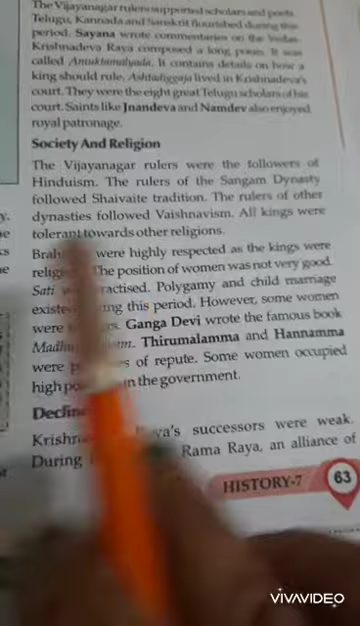 The Vijayanagar rulers supported scholars and poets.
Telugu, Kannada and Sanskrit flourished during this
period. Sayana wrote commentaries on the Vedas.
Krishnadeva Raya composed a long poem. It was
called Amuktamalyada. It contains details on how a
king should rule. Ashtadiggaja lived in Krishnadeva's
court. They were the eight great Telugu scholars of his
court. Saints like Jnandeva and Namdev also enjoyed
royal patronage.
Society And Religion
The Vijayanagar rulers were the followers of
Hinduism. The rulers of the Sangam Dynasty
followed Shaivaite tradition. The rulers of other
dynasties followed Vaishnavism. All kings were
tolerant towards other religions.
were highly respected as the kings were
The position of women was not very good.
Sati Polygamy and child marriage
this period. However, some women
were Ganga Devi wrote the famous book
Thirumalamma and Hannamma
were of repute. Some women occupied
high in the government.
Decline
successors were weak.
During Rama Raya, an alliance of
HISTORY-7 63
VIVAVIDEO